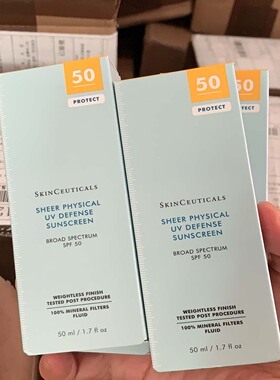 50
PROTECT
SKINCEUTICALS
SHEER PHYSICAL
UV DEFENSE
SUNSCREEN
BROAD SPECTRUM
SPF 50
WEIGHTLESS FINISH
TESTED POST PROCEDURE
100% MINERAL FILTERS
FLUID
50 ml / 1.7 fl oz
50
PROTECT
SKINCEUTICALS
SHEER PHYSICAL
UV DEFENSE
SUNSCREEN
BROAD SPECTRUM
SPF 50
WEIGHTLESS FINISH
TESTED POST PROCEDURE
100% MINERAL FILTERS
FLUID
50 ml / 1.7 fl oz
50